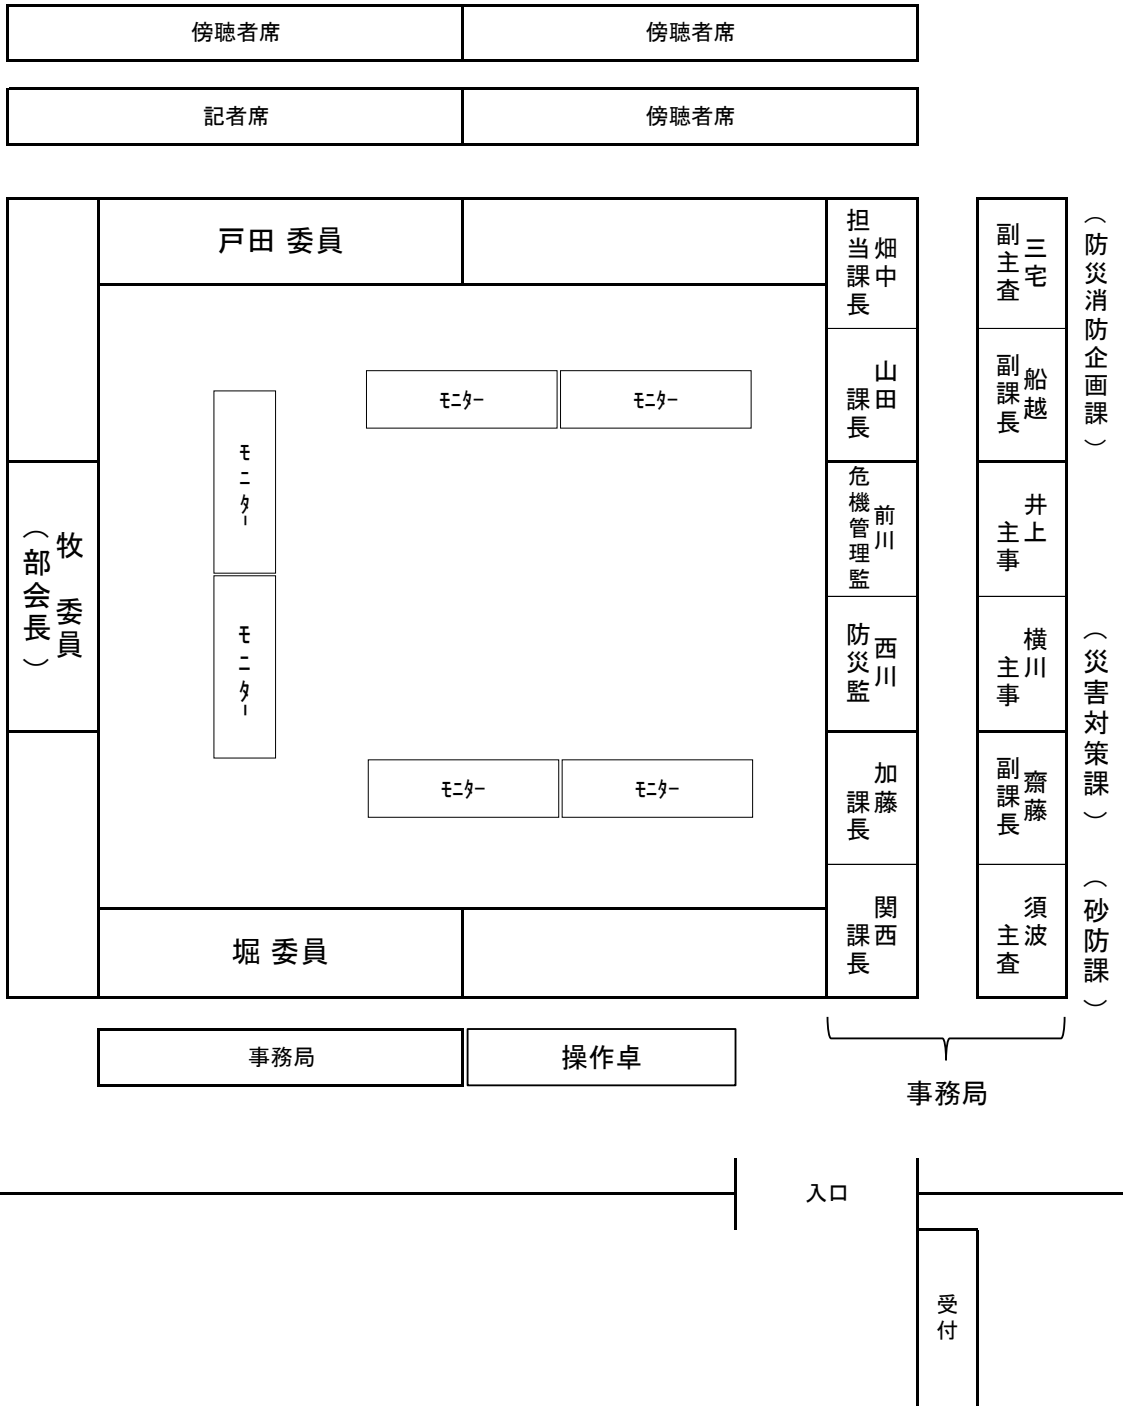 傍聴者席
傍聴者席
記者席
傍聴者席
戸田 委員
畑中
担当課長
三宅
副主査
（防災消防企画課）
モニター
モニター
山田
課長
船越
副課長
モニター
モニター
牧 委員
（部会長）
前川
危機管理監
井上
主事
西川
防災監
横川
主事
（災害対策課）
モニター
モニター
加藤
課長
齋藤
副課長
堀 委員
関西
課長
須波
主査
（砂防課）
事務局
操作卓
事務局
入口
受付